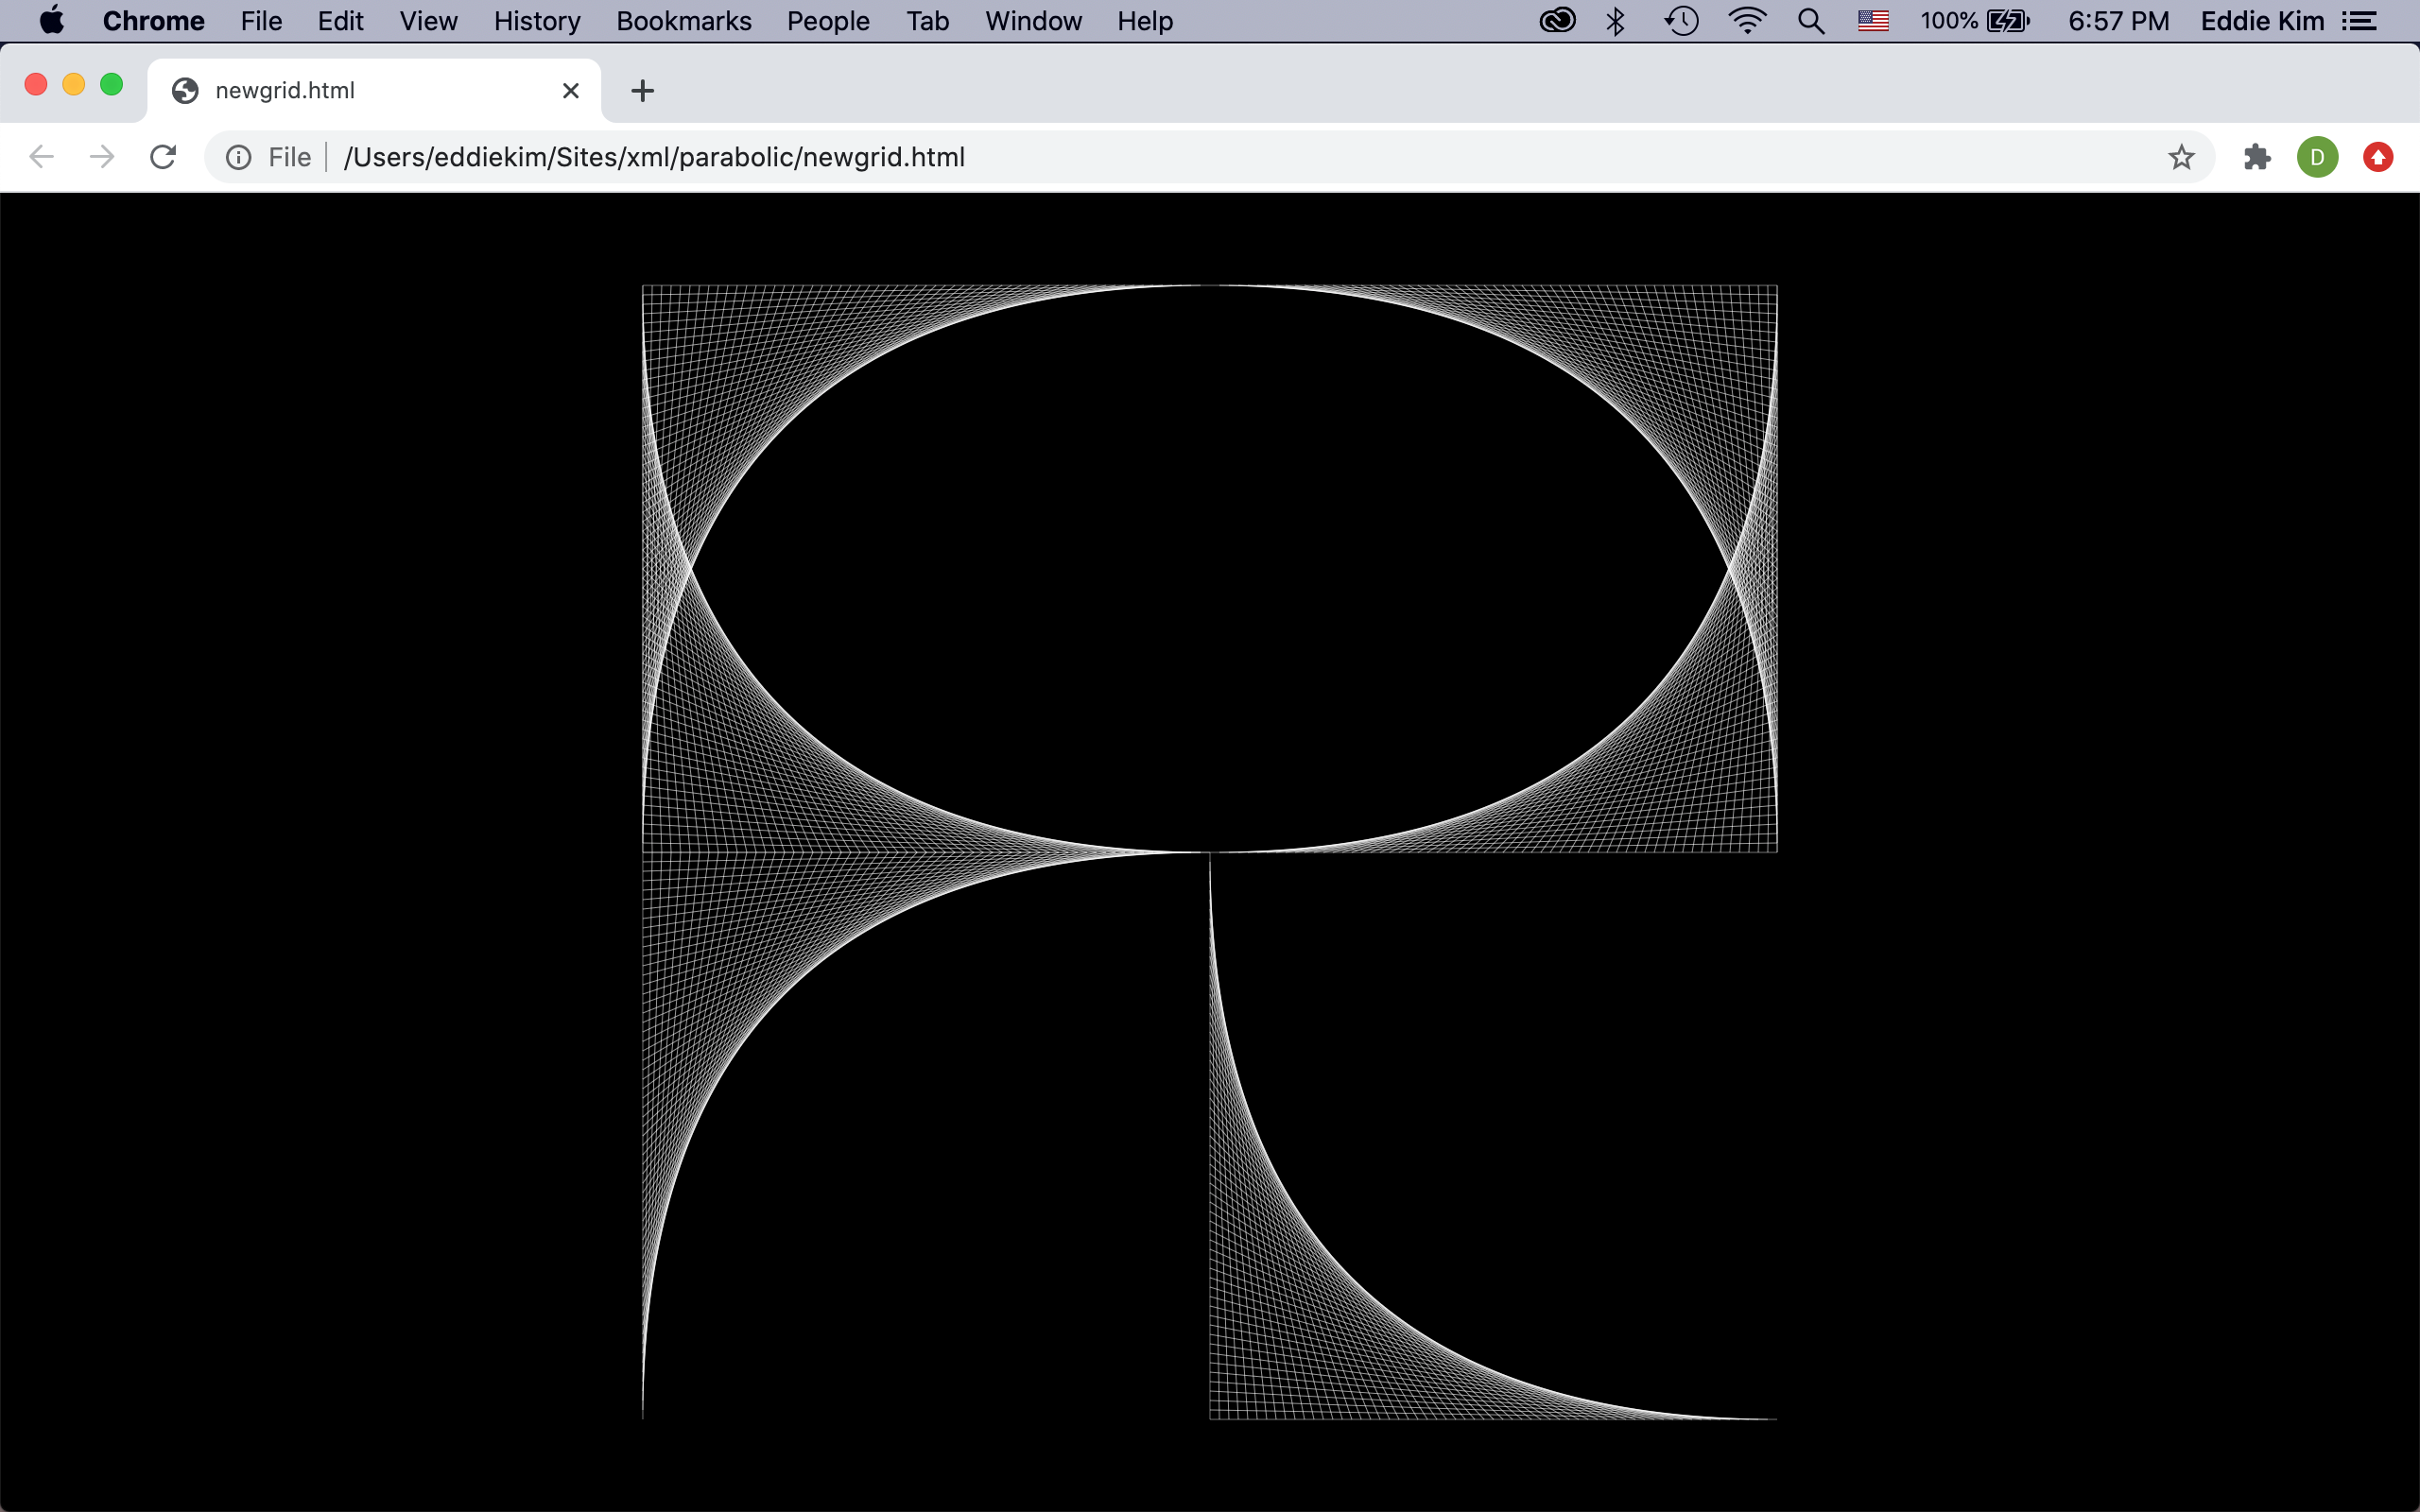 Chrome File Edit View History Bookmarks People Tab Window Help 100% 6:57 PM Eddie Kim
newgrid.html
File /Users/eddiekim/Sites/xml/parabolic/newgrid.html D
R